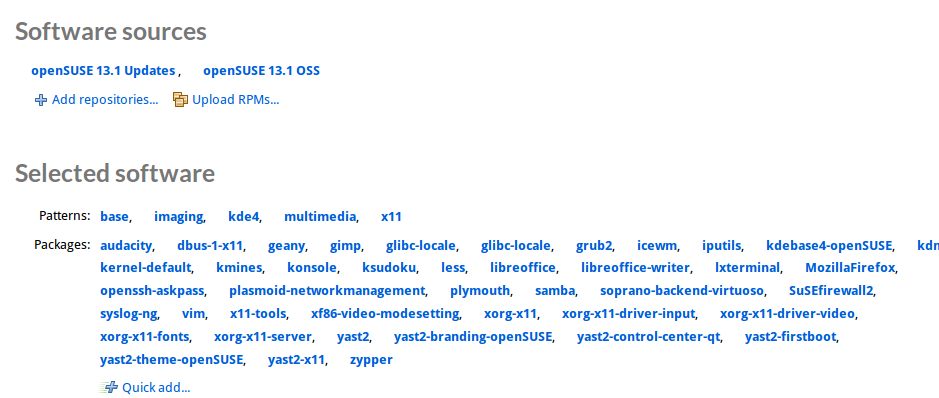 Software sources
openSUSE 13.1 Updates , openSUSE 13.1 OSS
Add repositories... Upload RPMs...
Selected software
Patterns: base, imaging, kde4, multimedia, x11
Packages: audacity, dbus-1-x11, geany, gimp, glibc-locale, glibc-locale, grub2, icewm, iputils, kdebase4-openSUSE,
kernel-default, kmines, konsole, ksudoku, less, libreoffice, libreoffice-writer, lxterminal, MozillaFirefox,
openssh-askpass, plasmoid-networkmanagement, plymouth, samba, soprano-backend-virtuoso, SuSEfirewall2,
syslog-ng, vim, x11-tools, xf86-video-modesetting, xorg-x11, xorg-x11-driver-input, xorg-x11-driver-video,
xorg-x11-fonts, xorg-x11-server, yast2, yast2-branding-openSUSE, yast2-control-center-qt, yast2-firstboot,
yast2-theme-openSUSE, yast2-x11, zypper
Quick add...